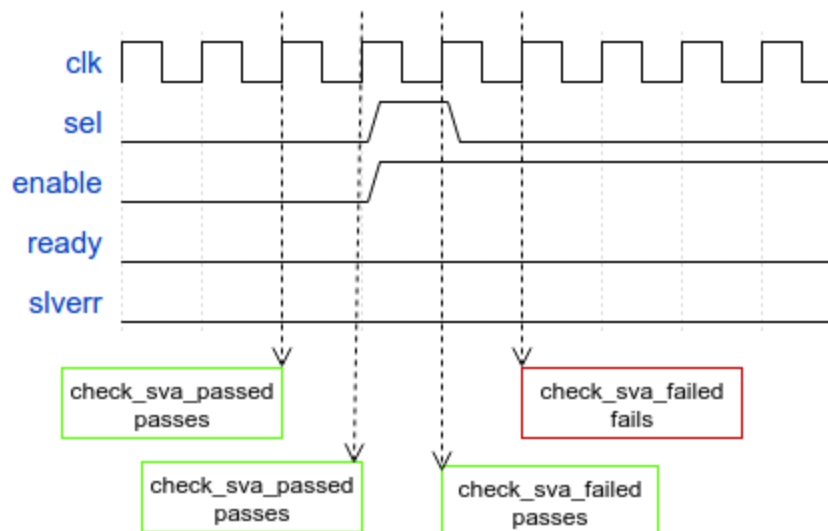 clk
sel
enable
ready
slverr
check_sva_passed
passes
check_sva_failed
fails
check_sva_passed
passes
check_sva_failed
passes